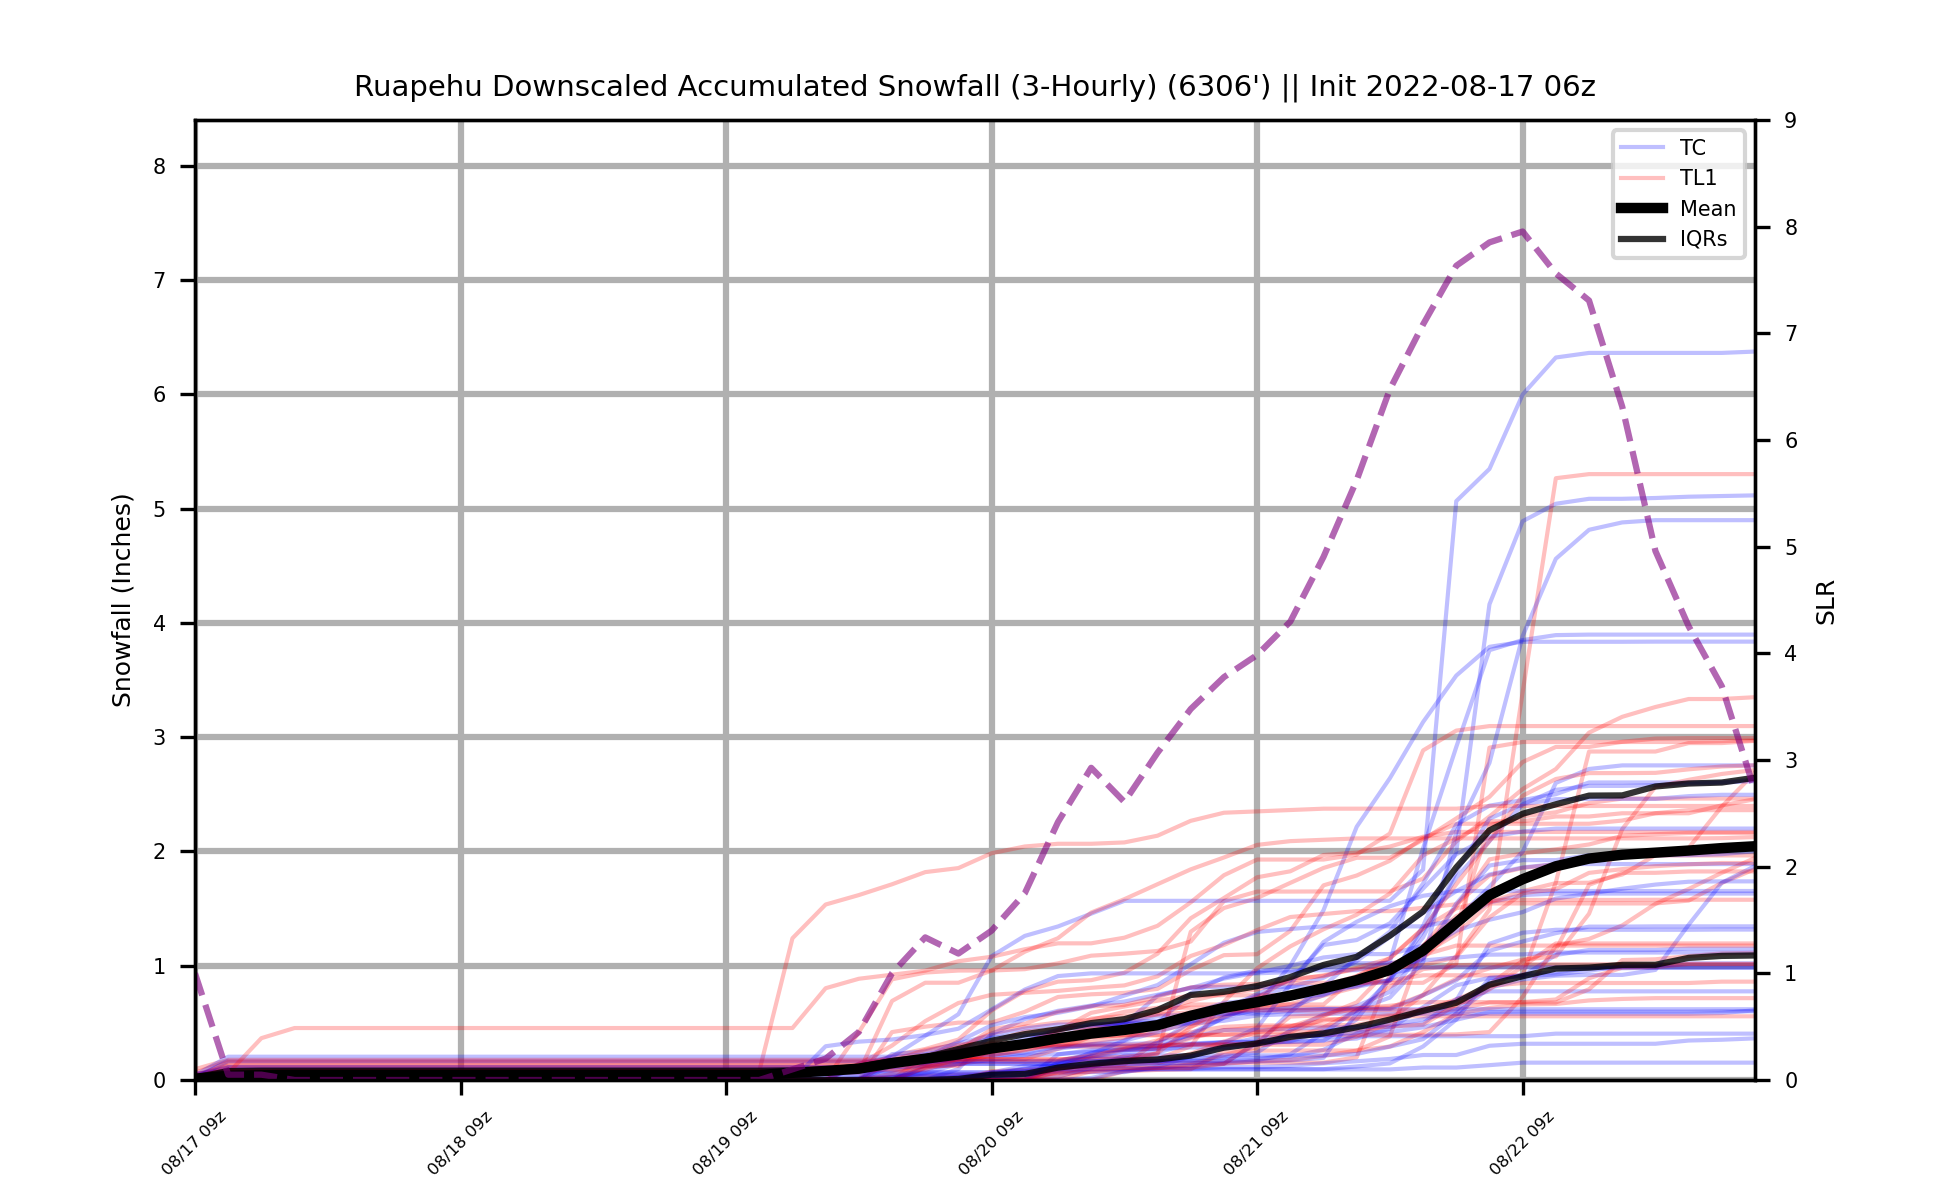 Ruapehu Downscaled Accumulated Snowfall (3-Hourly) (6306') || Init 2022-08-17 06z
TC
TL1
Mean
IQRs
Snowfall (Inches)
8
7
6
5
4
3
2
1
0
SLR
9
8
7
6
5
4
3
2
1
0
08/17 09z
08/18 09z
08/19 09z
08/20 09z
08/21 09z
08/22 09z